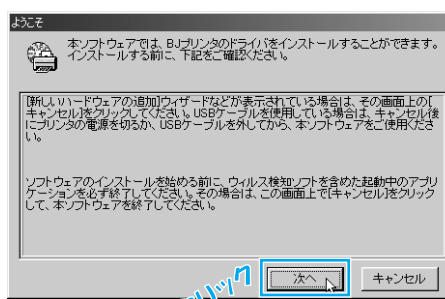 ようこそ
本ソフトウェアでは、BJプリンタのドライバをインストールすることができます。
インストールする前に、下記をご確認ください。
[新しいハードウェアの追加]ウィザードなどが表示されている場合は、その画面上の[
キャンセル]をクリックしてください。USBケーブルを使用している場合は、キャンセル後
にプリンタの電源を切るか、USBケーブルを外してから、本ソフトウェアをご使用くださ
い。
ソフトウェアのインストールを始める前に、ウィルス検知ソフトを含めた起動中のアプリ
ケーションを必ず終了してください。その場合は、この画面上で[キャンセル]をクリック
して、本ソフトウェアを終了してください。
リック
次へ
キャンセル